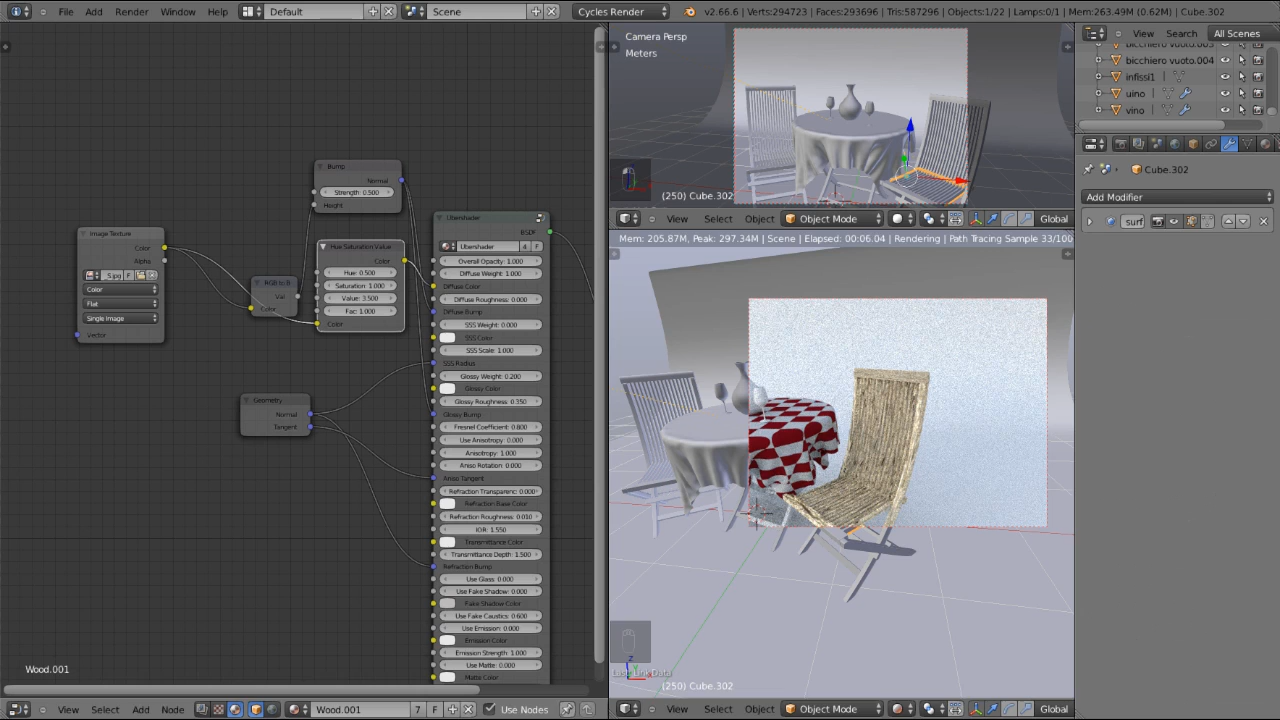 File Add Render Window Help
Default
Scene
Cycles Render
v2.66.6 | Verts:294723 | Faces:293696 | Tris:587296 | Objects:1/22 | Lamps:0/1 | Mem:263.49M (0.62M) | Cube.302
Camera Persp
Meters
(250) Cube.302
View Select Object Object Mode Global
Mem: 205.87M, Peak: 297.34M | Scene | Elapsed: 00:06.04 | Rendering | Path Tracing Sample 33/100
(250) Cube.302
View Select Object Object Mode Global
View Search All Scenes
bicchiero vuoto.003
bicchiero vuoto.004
infissi1
uino
vino
Cube.302
Add Modifier
surf
Bump
Normal
Strength: 0.500
Height
Image Texture
Color
Alpha
5.jpg F
Color
Flat
Single Image
Vector
RGB to B
Val
Color
Hue Saturation Value
Color
Hue: 0.500
Saturation: 1.000
Value: 3.500
Fac: 1.000
Color
Geometry
Normal
Tangent
Ubershader
BSDF
Ubershader 4 F
Overall Opacity: 1.000
Diffuse Weight: 1.000
Diffuse Color
Diffuse Roughness: 0.000
Diffuse Bump
SSS Weight: 0.000
SSS Color
SSS Scale: 1.000
SSS Radius
Glossy Weight: 0.200
Glossy Color
Glossy Roughness: 0.350
Glossy Bump
Fresnel Coefficient: 0.800
Use Anisotropy: 0.000
Anisotropy: 1.000
Aniso Rotation: 0.000
Aniso Tangent
Refraction Transparenc: 0.000
Refraction Base Color
Refraction Roughness: 0.010
IOR: 1.550
Transmittance Color
Transmittance Depth: 1.500
Refraction Bump
Use Glass: 0.000
Use Fake Shadow: 0.000
Fake Shadow Color
Use Fake Caustics: 0.600
Use Emission: 0.000
Emission Color
Emission Strength: 1.000
Use Matte: 0.000
Matte Color
Wood.001
View Select Add Node Wood.001 7 F Use Nodes